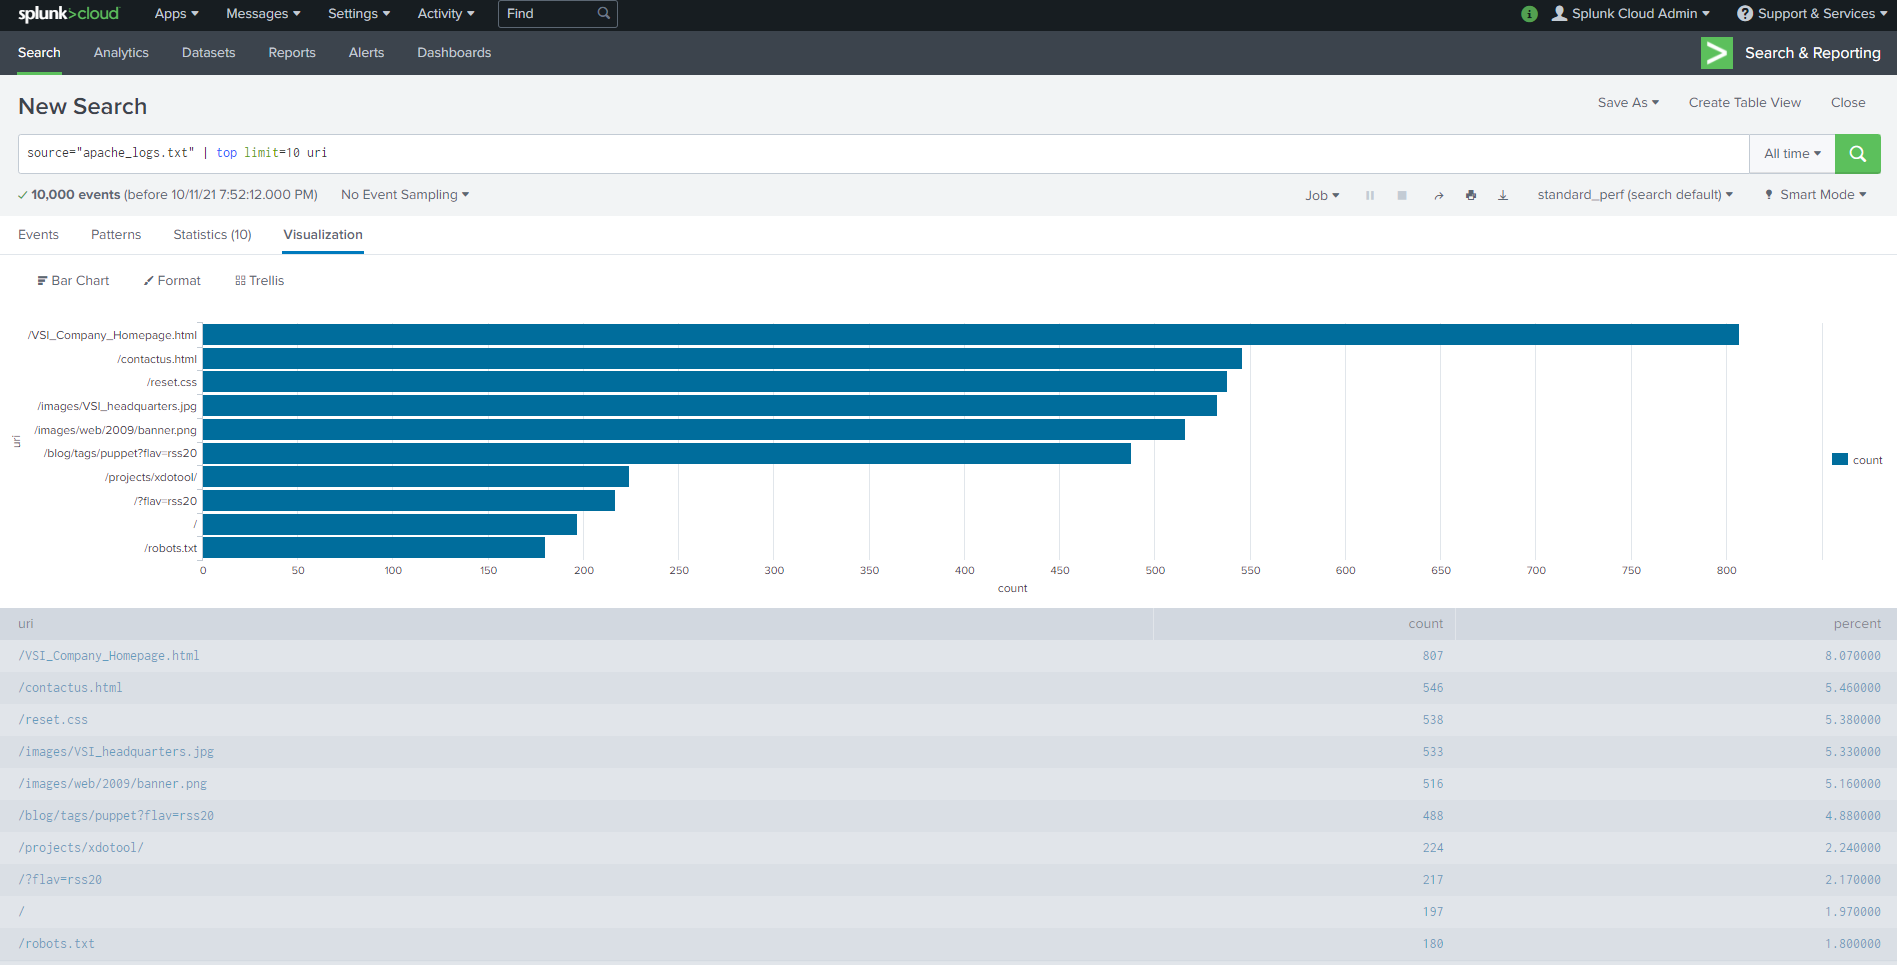 splunk>cloud Apps Messages Settings Activity Find i Splunk Cloud Admin ? Support & Services
Search Analytics Datasets Reports Alerts Dashboards > Search & Reporting
New Search Save As Create Table View Close
source="apache_logs.txt" | top limit=10 uri All time
✓ 10,000 events (before 10/11/21 7:52:12.000 PM) No Event Sampling Job standard_perf (search default) Smart Mode
Events Patterns Statistics (10) Visualization
Bar Chart Format Trellis
/VSI_Company_Homepage.html
/contactus.html
/reset.css
/images/VSI_headquarters.jpg
/images/web/2009/banner.png
uri
/blog/tags/puppet?flav=rss20
count
/projects/xdotool/
/?flav=rss20
/
/robots.txt
0 50 100 150 200 250 300 350 400 450 500 550 600 650 700 750 800
count
uri count percent
/VSI_Company_Homepage.html 807 8.070000
/contactus.html 546 5.460000
/reset.css 538 5.380000
/images/VSI_headquarters.jpg 533 5.330000
/images/web/2009/banner.png 516 5.160000
/blog/tags/puppet?flav=rss20 488 4.880000
/projects/xdotool/ 224 2.240000
/?flav=rss20 217 2.170000
/ 197 1.970000
/robots.txt 180 1.800000